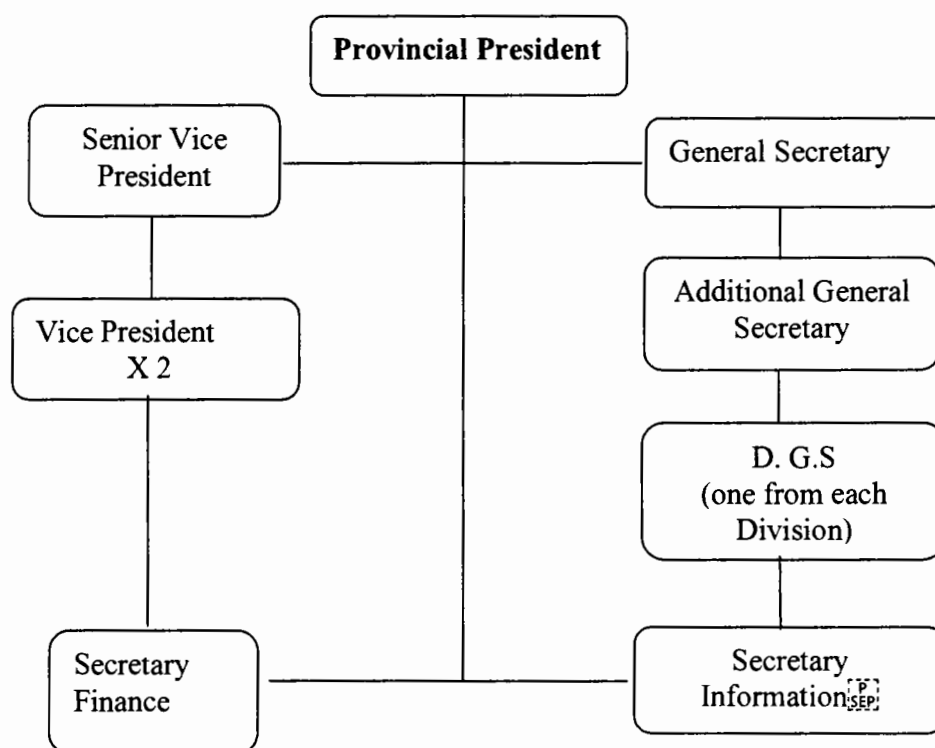 Provincial President
Senior Vice
President
General Secretary
Vice President
X 2
Additional General
Secretary
D. G.S
(one from each
Division)
Secretary
Finance
Secretary
Information
P
SEP